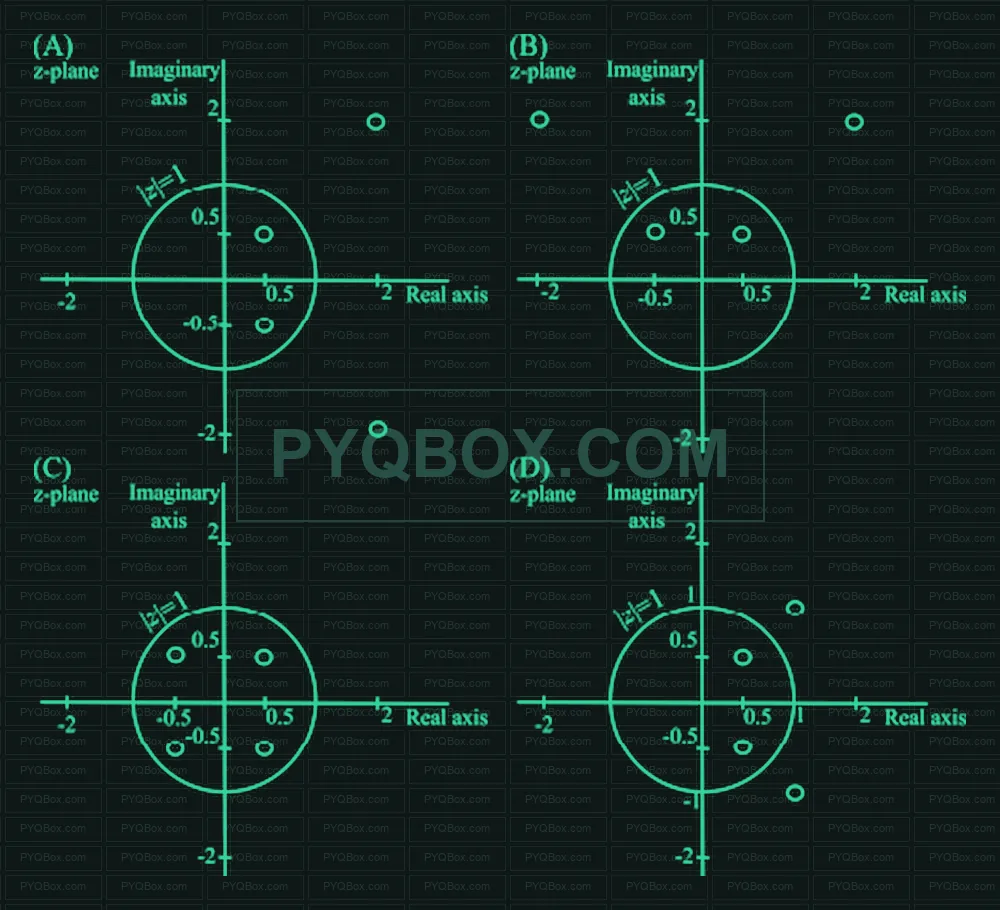 (A)
z-plane
Imaginary
axis
2
|z|=1
0.5
-2
0.5
2
Real axis
-0.5
-2
(B)
z-plane
Imaginary
axis
2
|z|=1
0.5
-2
-0.5
0.5
2
Real axis
-2
PYQBOX.COM
(C)
z-plane
Imaginary
axis
2
|z|=1
0.5
-2
-0.5
0.5
2
Real axis
-0.5
-2
(D)
z-plane
Imaginary
axis
2
|z|=1
1
0.5
-2
0.5
1
2
Real axis
-0.5
-1
-2
PYQBox.com